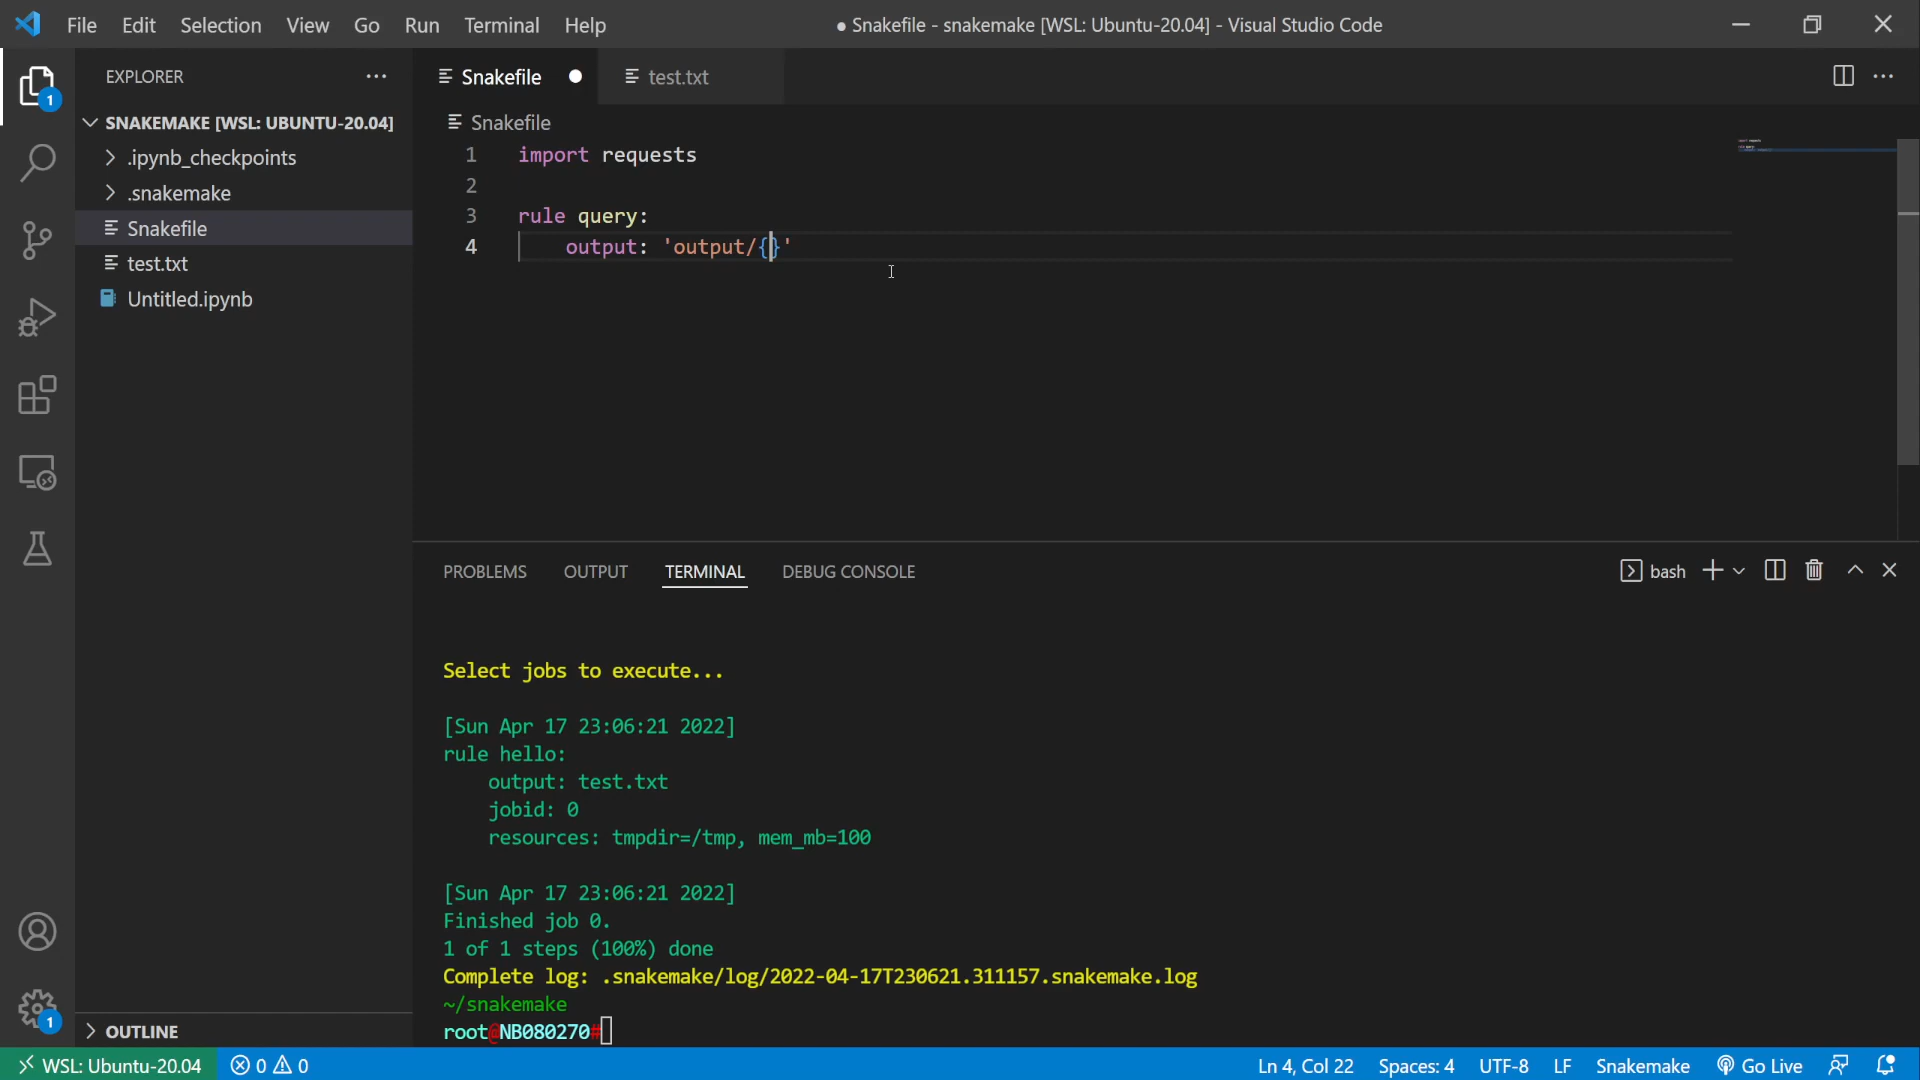 File Edit Selection View Go Run Terminal Help
● Snakefile - snakemake [WSL: Ubuntu-20.04] - Visual Studio Code
EXPLORER
Snakefile
test.txt
SNAKEMAKE [WSL: UBUNTU-20.04]
.ipynb_checkpoints
.snakemake
Snakefile
test.txt
Untitled.ipynb
OUTLINE
1
1
Snakefile
1 import requests
2
3 rule query:
4 output: 'output/{}'
PROBLEMS OUTPUT TERMINAL DEBUG CONSOLE
bash
Select jobs to execute...
[Sun Apr 17 23:06:21 2022]
rule hello:
output: test.txt
jobid: 0
resources: tmpdir=/tmp, mem_mb=100
[Sun Apr 17 23:06:21 2022]
Finished job 0.
1 of 1 steps (100%) done
Complete log: .snakemake/log/2022-04-17T230621.311157.snakemake.log
~/snakemake
root@NB080270#
WSL: Ubuntu-20.04 0 0 Ln 4, Col 22 Spaces: 4 UTF-8 LF Snakemake Go Live